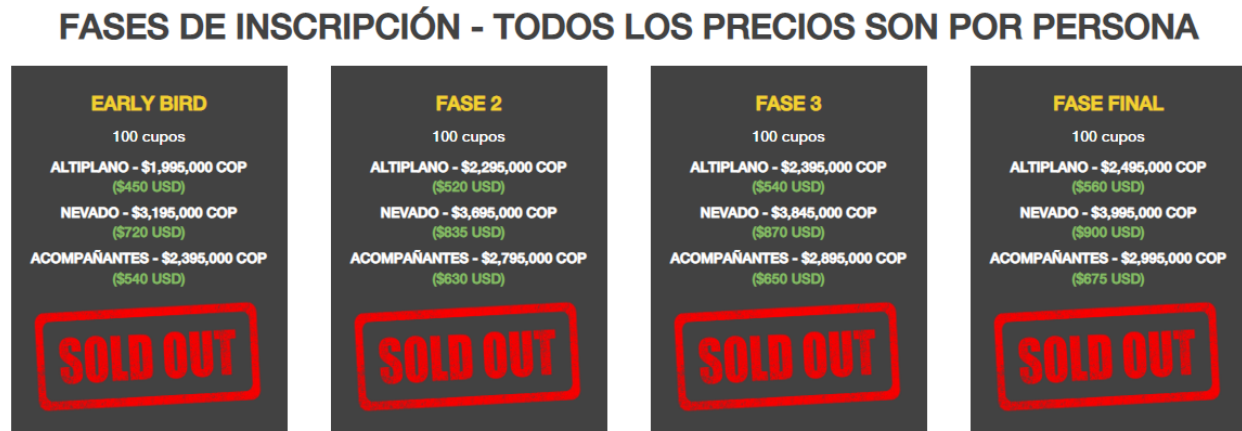 FASES DE INSCRIPCIÓN - TODOS LOS PRECIOS SON POR PERSONA
EARLY BIRD
100 cupos
ALTIPLANO - $1,995,000 COP
($450 USD)
NEVADO - $3,195,000 COP
($720 USD)
ACOMPAÑANTES - $2,395,000 COP
($540 USD)
SOLD OUT
FASE 2
100 cupos
ALTIPLANO - $2,295,000 COP
($520 USD)
NEVADO - $3,695,000 COP
($835 USD)
ACOMPAÑANTES - $2,795,000 COP
($630 USD)
SOLD OUT
FASE 3
100 cupos
ALTIPLANO - $2,395,000 COP
($540 USD)
NEVADO - $3,845,000 COP
($870 USD)
ACOMPAÑANTES - $2,895,000 COP
($650 USD)
SOLD OUT
FASE FINAL
100 cupos
ALTIPLANO - $2,495,000 COP
($560 USD)
NEVADO - $3,995,000 COP
($900 USD)
ACOMPAÑANTES - $2,995,000 COP
($675 USD)
SOLD OUT